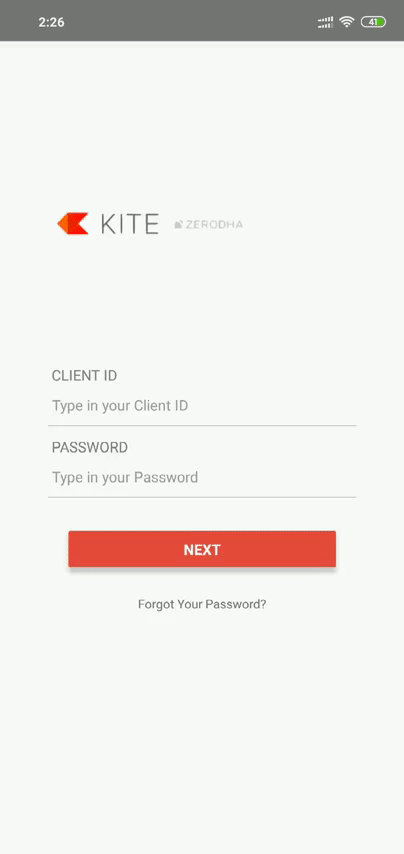 2:26
41
KITE ZERODHA
CLIENT ID
Type in your Client ID
PASSWORD
Type in your Password
NEXT
Forgot Your Password?